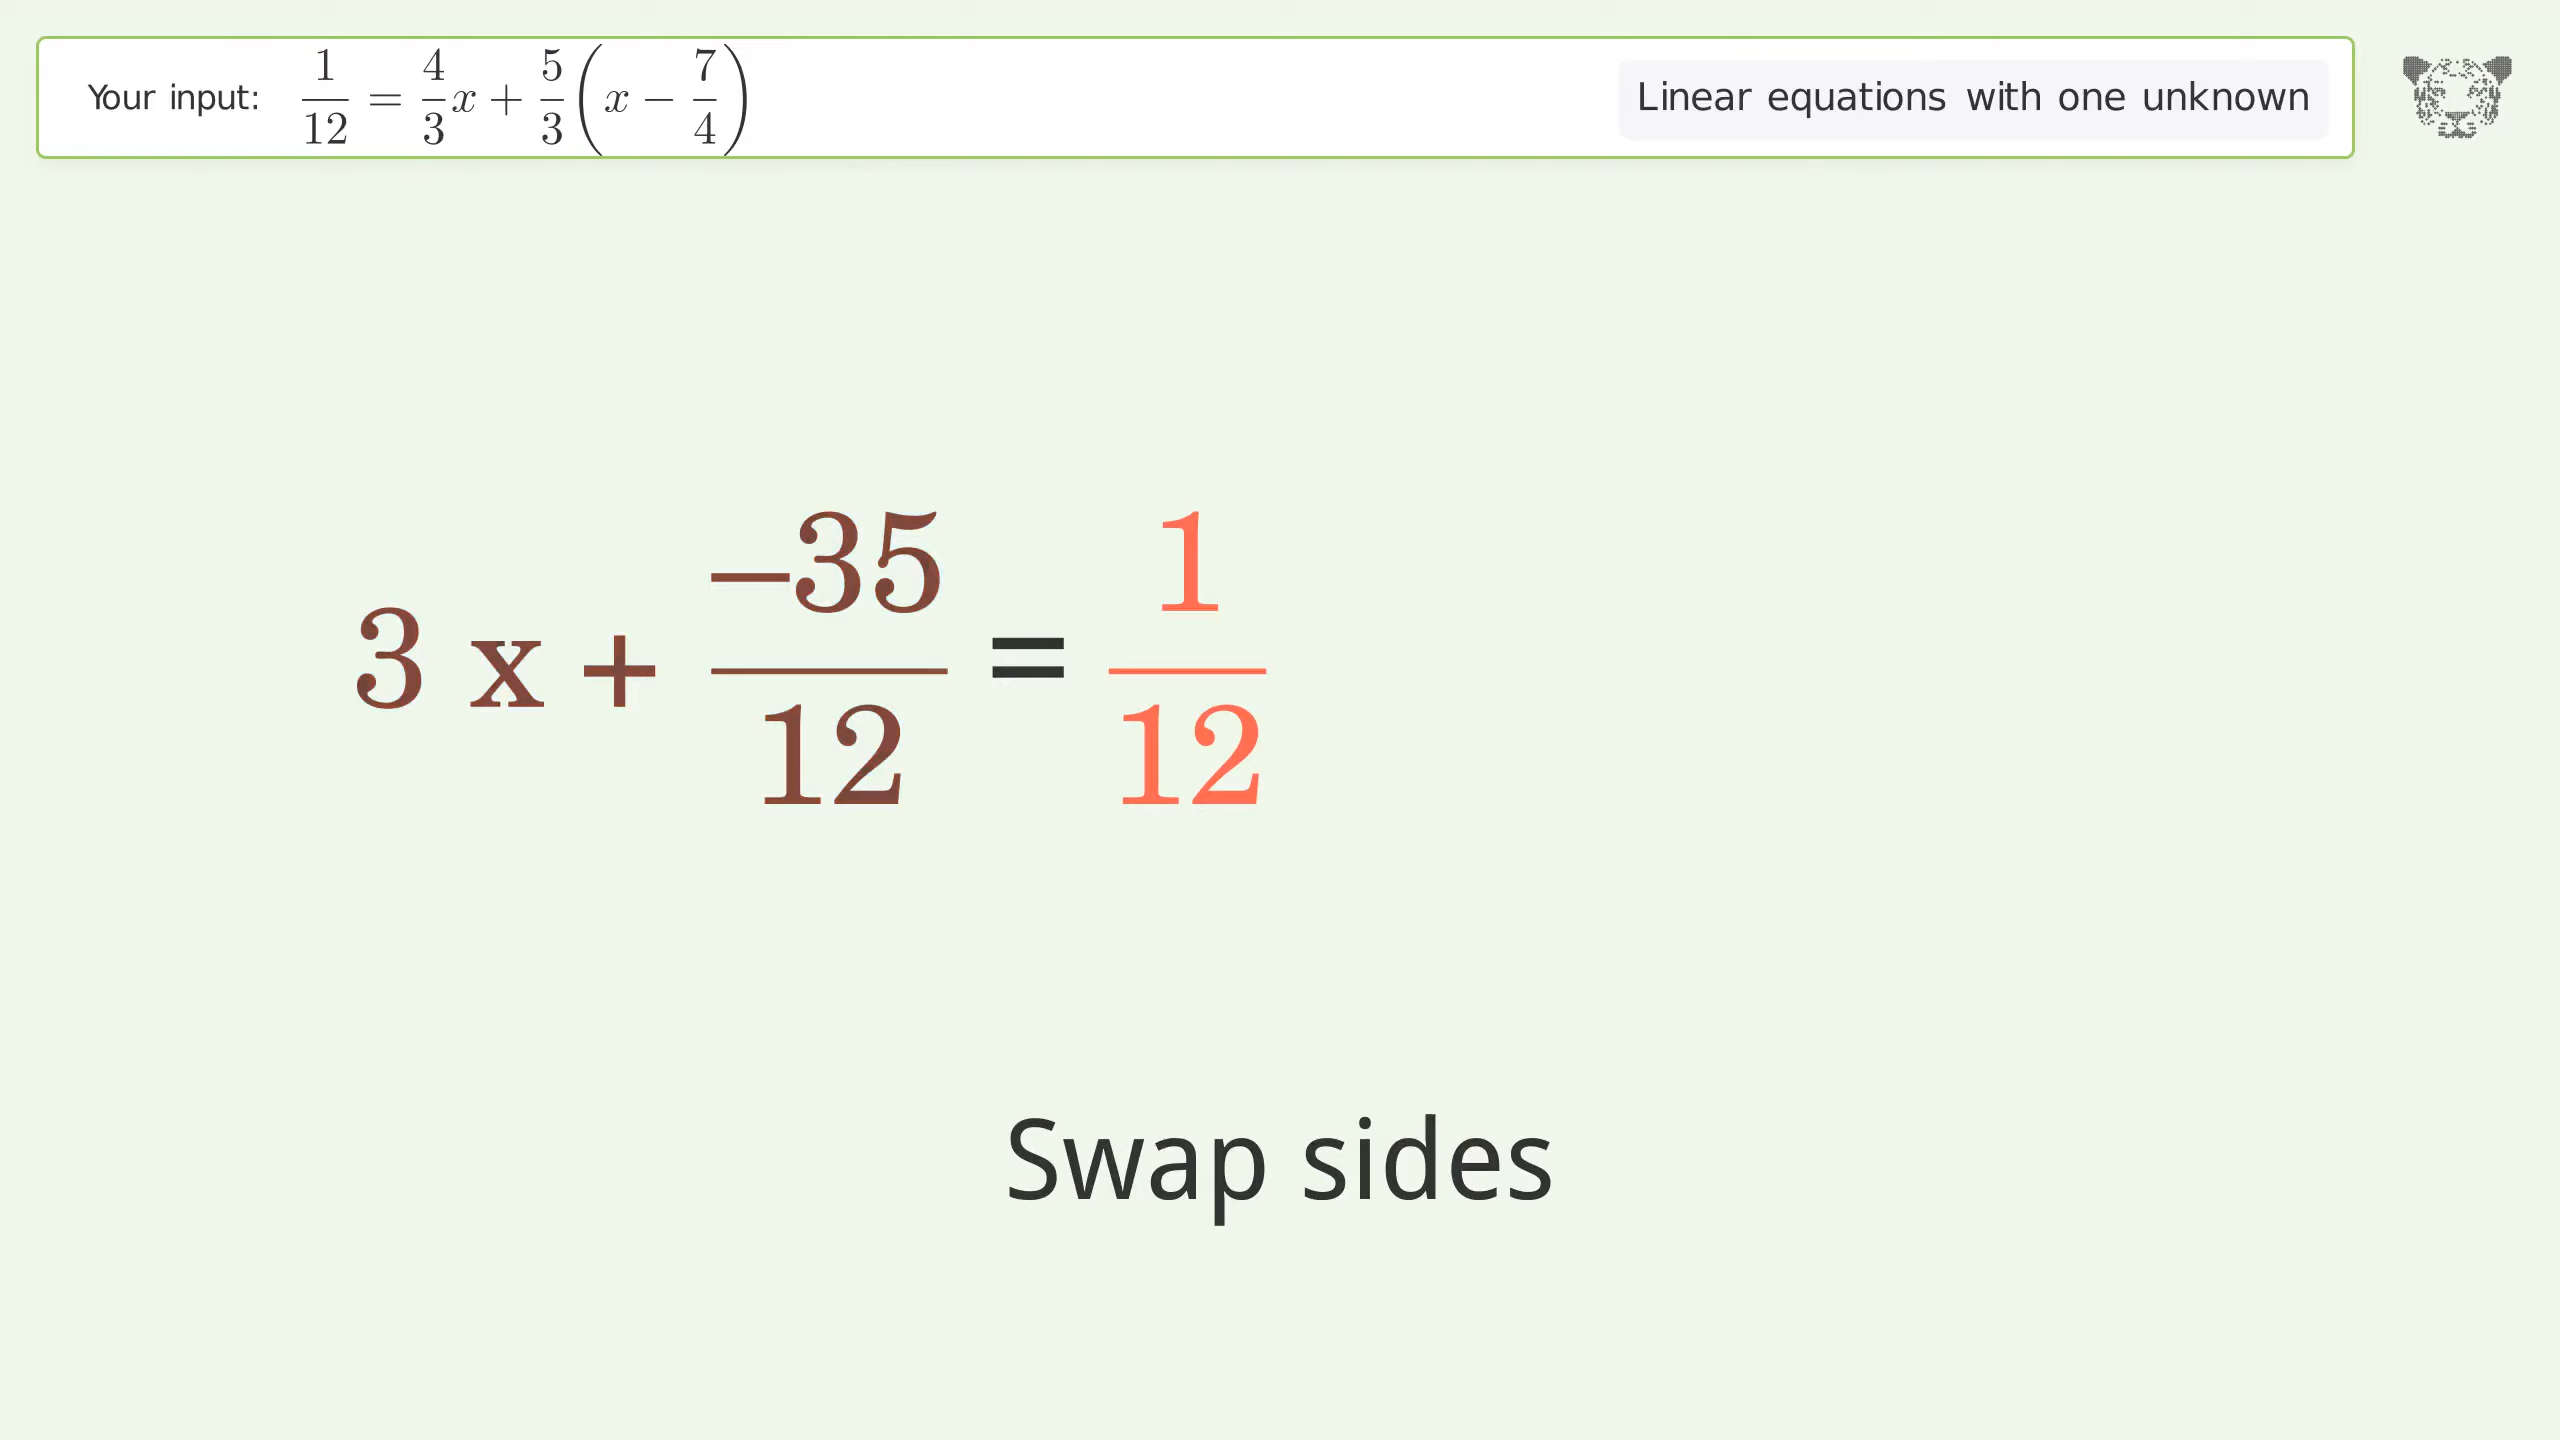 Your input: 1/12 = 4/3 x + 5/3 (x − 7/4)
Linear equations with one unknown
3 x + −35/12 = 1/12
Swap sides